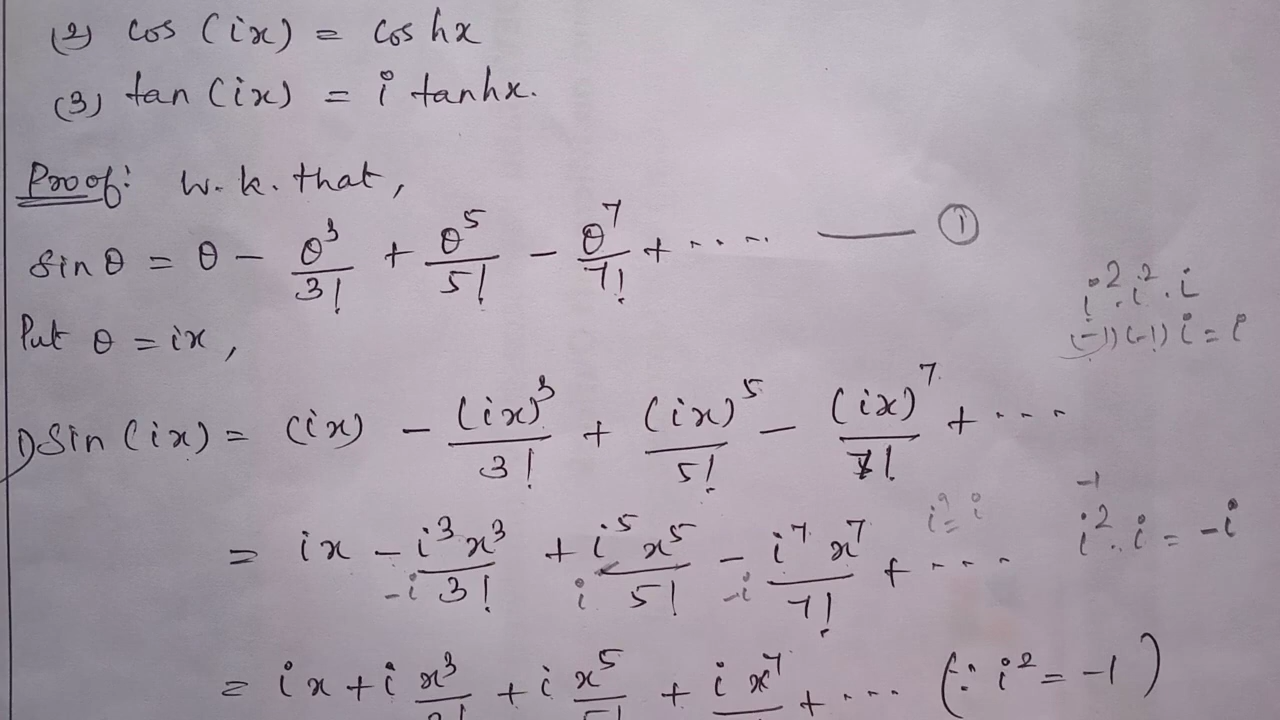 (2) cos (ix) = cos hx
(3) tan (ix) = i tanhx.
Proof: W.k. that,
sin θ = θ - θ³/3! + θ⁵/5! - θ⁷/7! + ..... —— ①
i².i².i
(-1)(-1) i = i
Put θ = ix,
1) sin (ix) = (ix) - (ix)³/3! + (ix)⁵/5! - (ix)⁷/7! + ....
= ix - i³x³/3! + i⁵x⁵/5! - i⁷x⁷/7! + ....
-i i -i
i⁹ = i
-1
i².i = -i
= ix + i x³/3! + i x⁵/5! + i x⁷ + .... (∵ i² = -1)